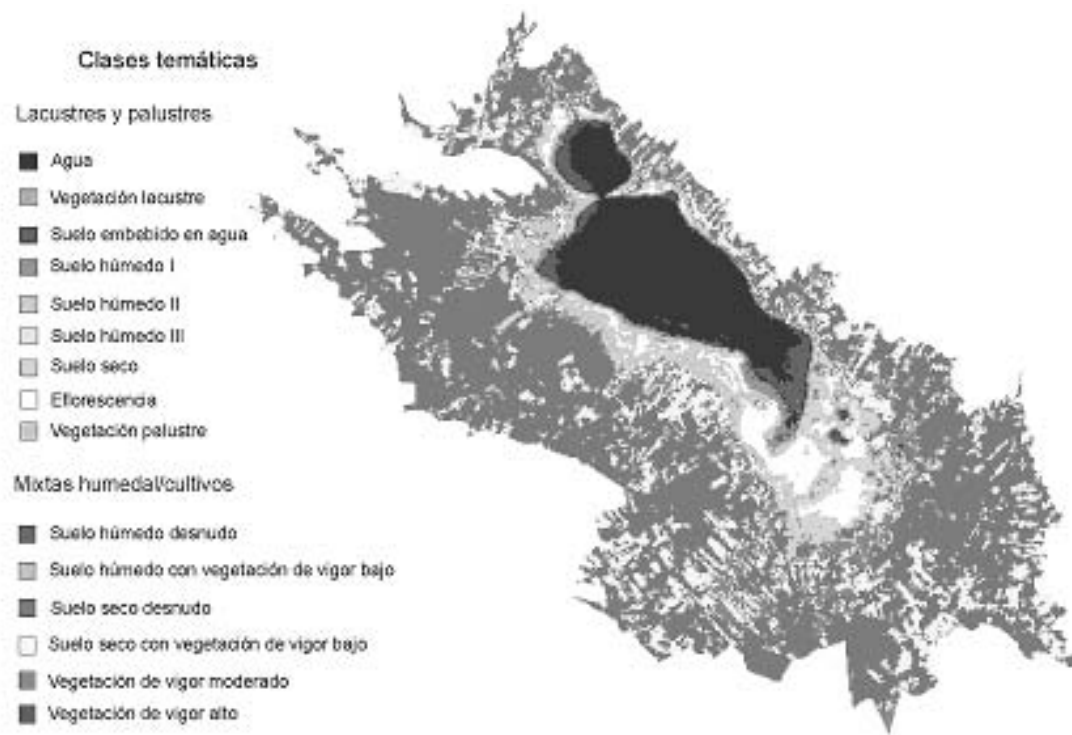 Clases temáticas
Lacustres y palustres
Agua
Vegetación lacustre
Suelo embebido en agua
Suelo húmedo I
Suelo húmedo II
Suelo húmedo III
Suelo seco
Eflorescencia
Vegetación palustre
Mixtas humedal/cultivos
Suelo húmedo desnudo
Suelo húmedo con vegetación de vigor bajo
Suelo seco desnudo
Suelo seco con vegetación de vigor bajo
Vegetación de vigor moderado
Vegetación de vigor alto